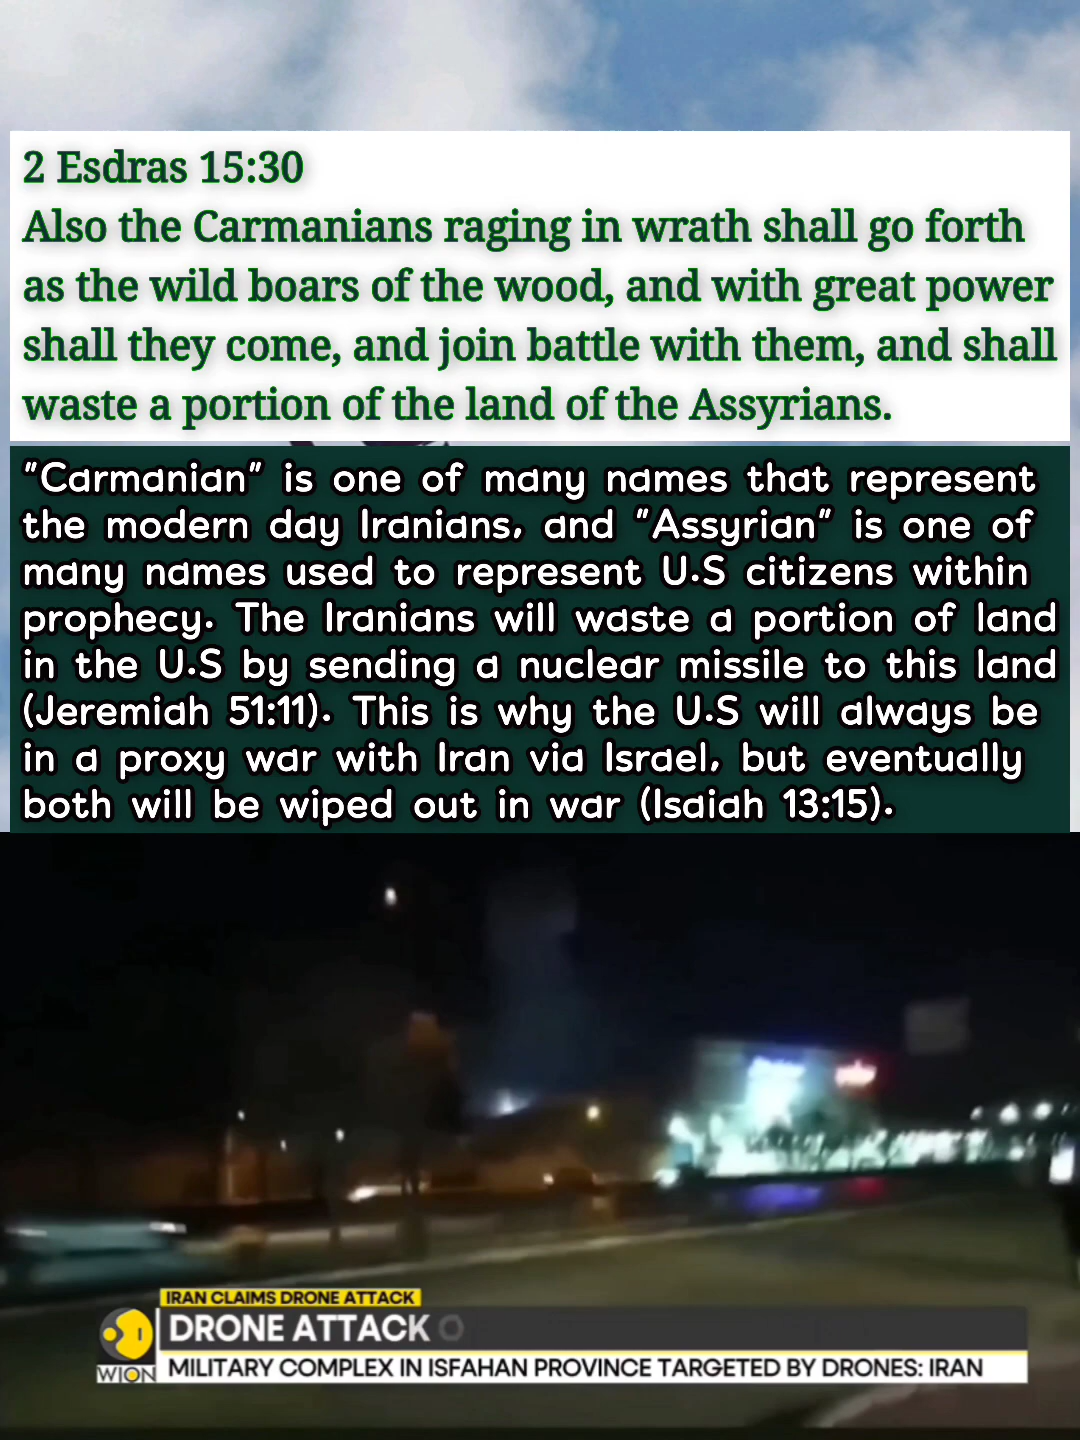 2 Esdras 15:30
Also the Carmanians raging in wrath shall go forth
as the wild boars of the wood, and with great power
shall they come, and join battle with them, and shall
waste a portion of the land of the Assyrians.
"Carmanian" is one of many names that represent
the modern day Iranians, and "Assyrian" is one of
many names used to represent U.S citizens within
prophecy. The Iranians will waste a portion of land
in the U.S by sending a nuclear missile to this land
(Jeremiah 51:11). This is why the U.S will always be
in a proxy war with Iran via Israel, but eventually
both will be wiped out in war (Isaiah 13:15).
IRAN CLAIMS DRONE ATTACK
DRONE ATTACK O
MILITARY COMPLEX IN ISFAHAN PROVINCE TARGETED BY DRONES: IRAN
WION